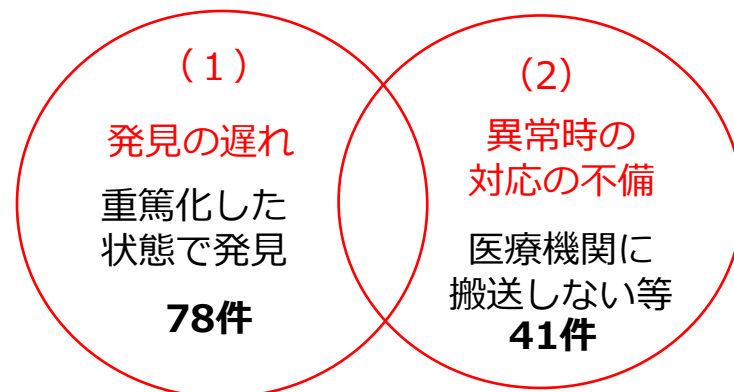 （１）
発見の遅れ
重篤化した
状態で発見
78件
（2）
異常時の
対応の不備
医療機関に
搬送しない等
41件